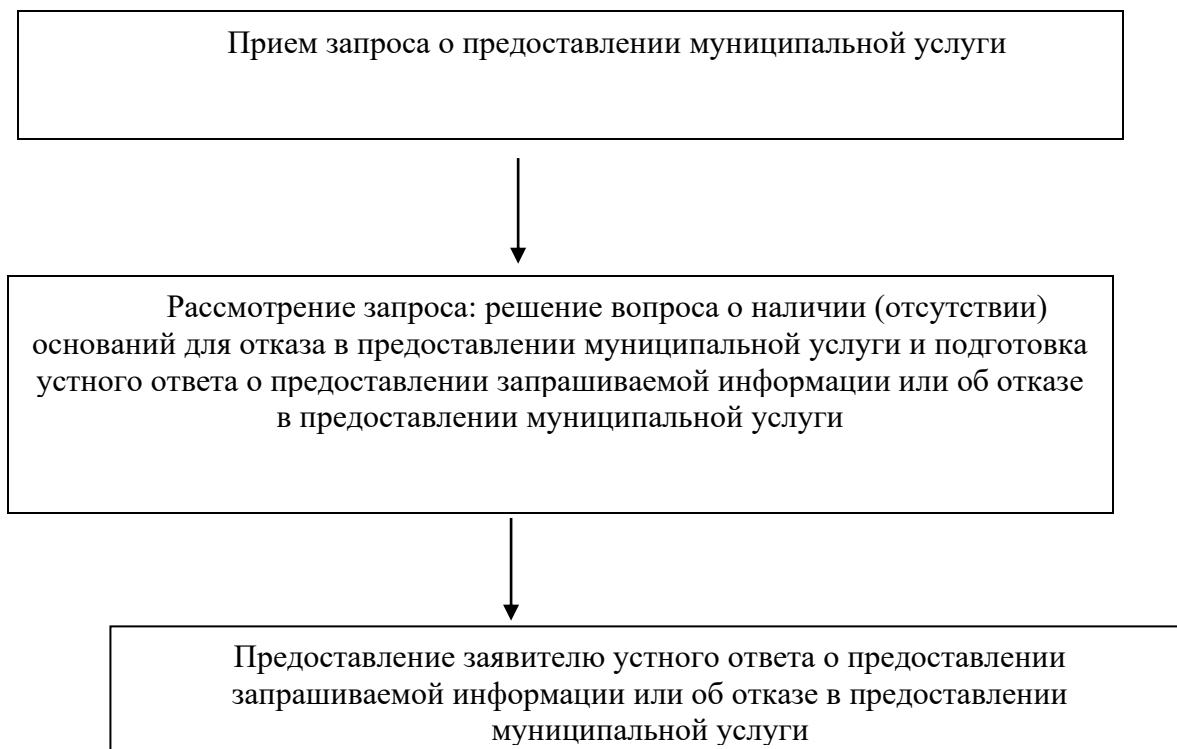 Прием запроса о предоставлении муниципальной услуги
Рассмотрение запроса: решение вопроса о наличии (отсутствии)
оснований для отказа в предоставлении муниципальной услуги и подготовка
устного ответа о предоставлении запрашиваемой информации или об отказе
в предоставлении муниципальной услуги
Предоставление заявителю устного ответа о предоставлении
запрашиваемой информации или об отказе в предоставлении
муниципальной услуги